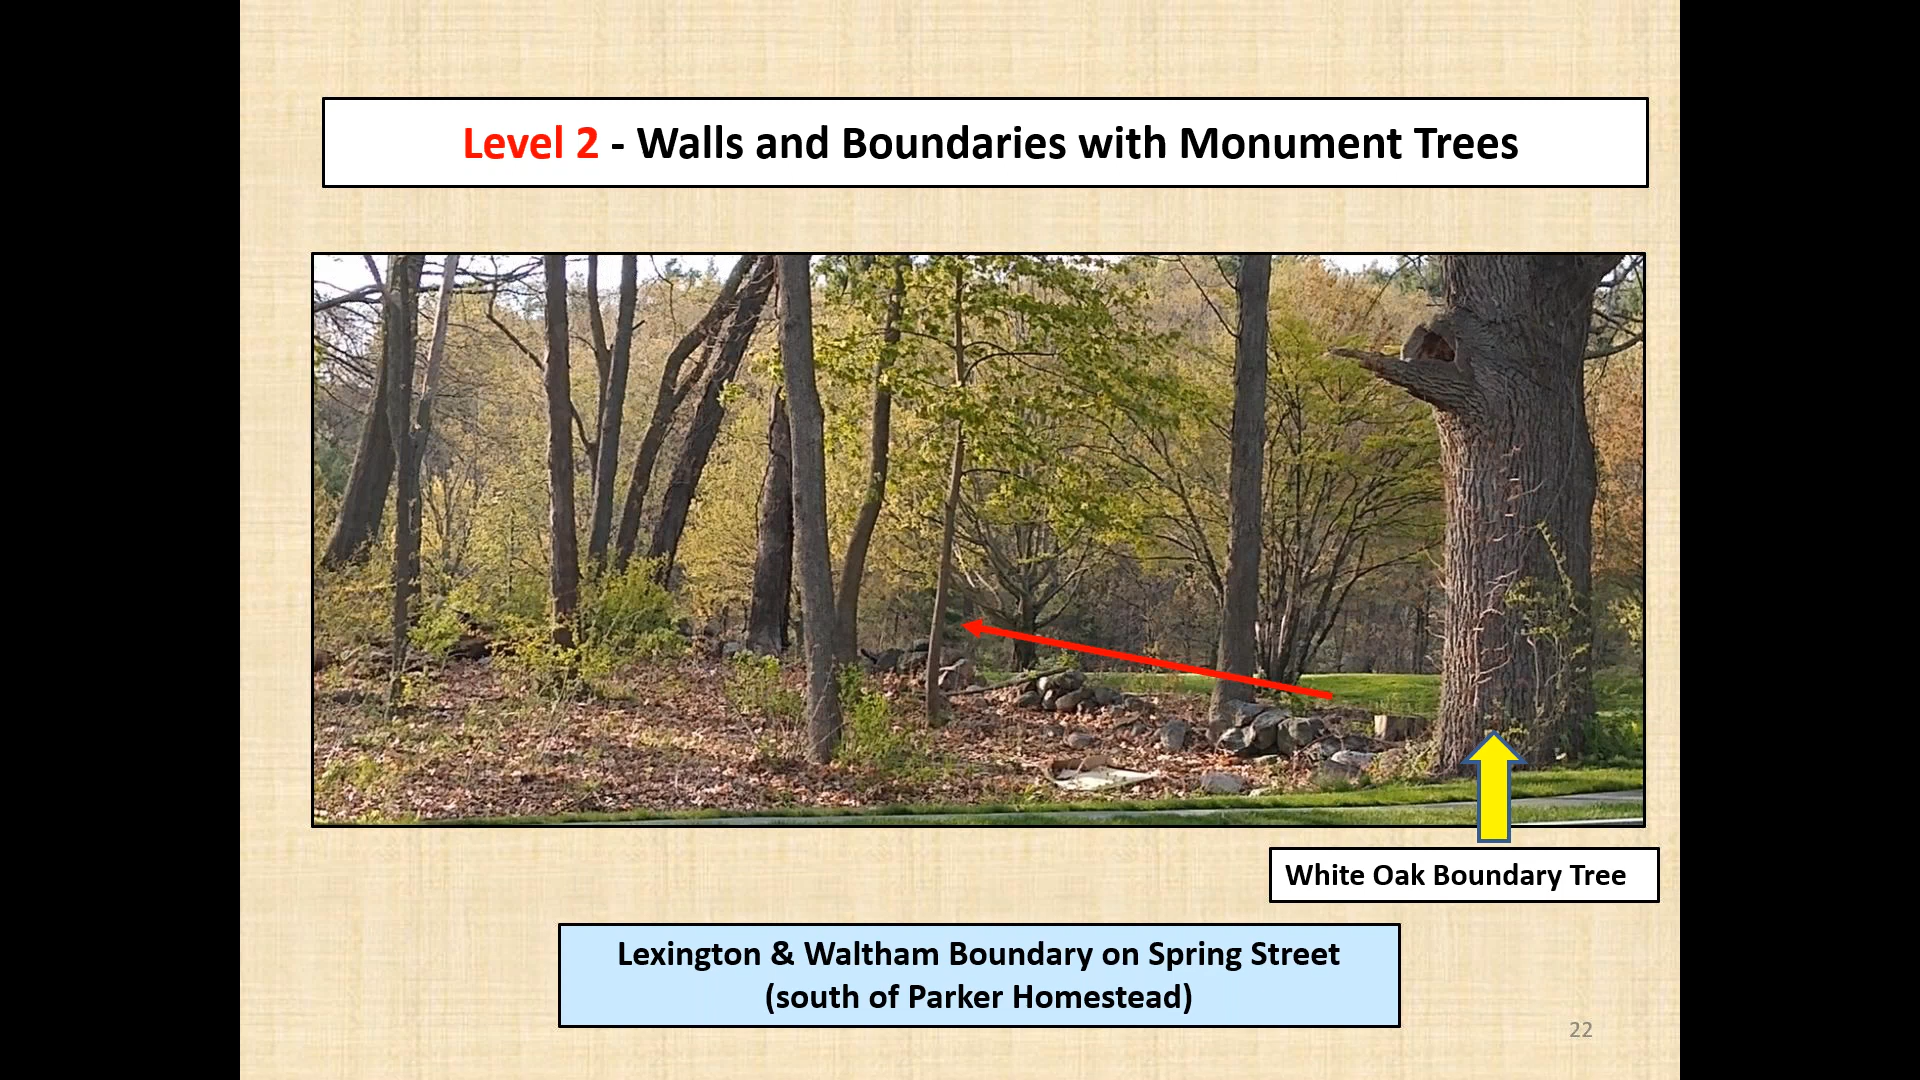 Level 2 - Walls and Boundaries with Monument Trees
White Oak Boundary Tree
Lexington & Waltham Boundary on Spring Street
(south of Parker Homestead)
22